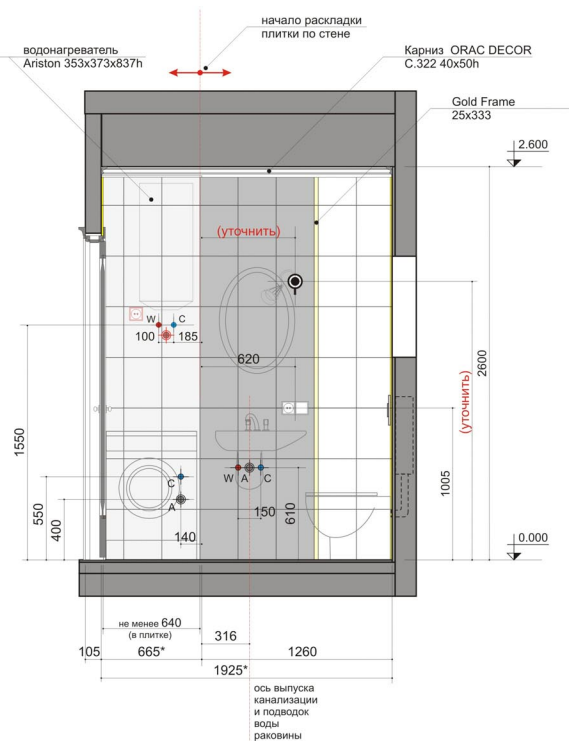 начало раскладки
плитки по стене
водонагреватель
Ariston 353x373x837h
Карниз ORAC DECOR
C.322 40x50h
Gold Frame
25x333
2.600
(уточнить)
W C
100 185
620
2600
(уточнить)
1550
1005
550
400
C
A
W A C
150
610
140
0.000
не менее 640
(в плитке)
316
105 665* 1260
1925*
ось выпуска
канализации
и подводок
воды
раковины